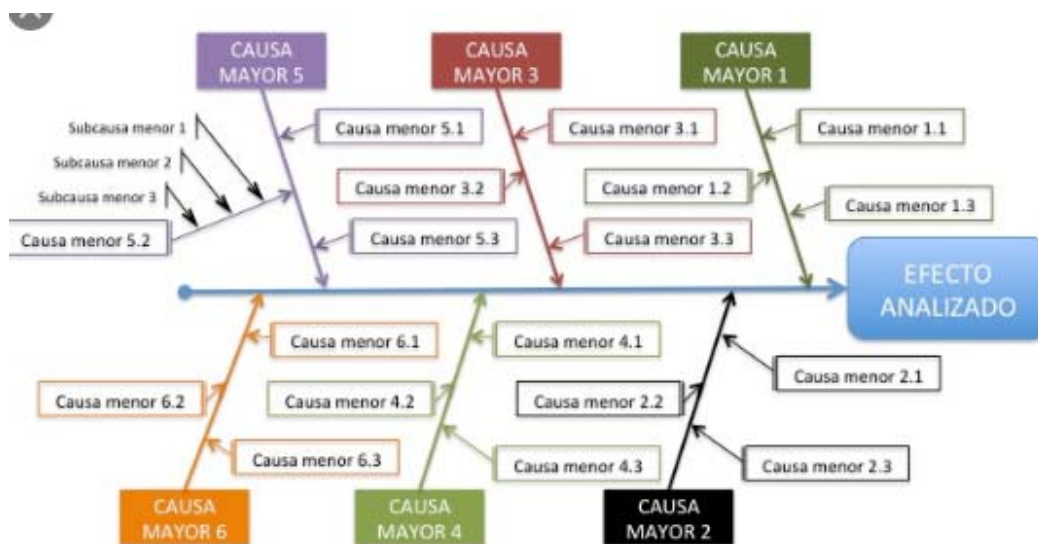 CAUSA
MAYOR 5
CAUSA
MAYOR 3
CAUSA
MAYOR 1
Subcausa menor 1
Causa menor 5.1
Causa menor 3.1
Causa menor 1.1
Subcausa menor 2
Causa menor 3.2
Causa menor 1.2
Subcausa menor 3
Causa menor 1.3
Causa menor 5.2
Causa menor 5.3
Causa menor 3.3
EFECTO
ANALIZADO
Causa menor 6.1
Causa menor 4.1
Causa menor 2.1
Causa menor 6.2
Causa menor 4.2
Causa menor 2.2
Causa menor 6.3
Causa menor 4.3
Causa menor 2.3
CAUSA
MAYOR 6
CAUSA
MAYOR 4
CAUSA
MAYOR 2